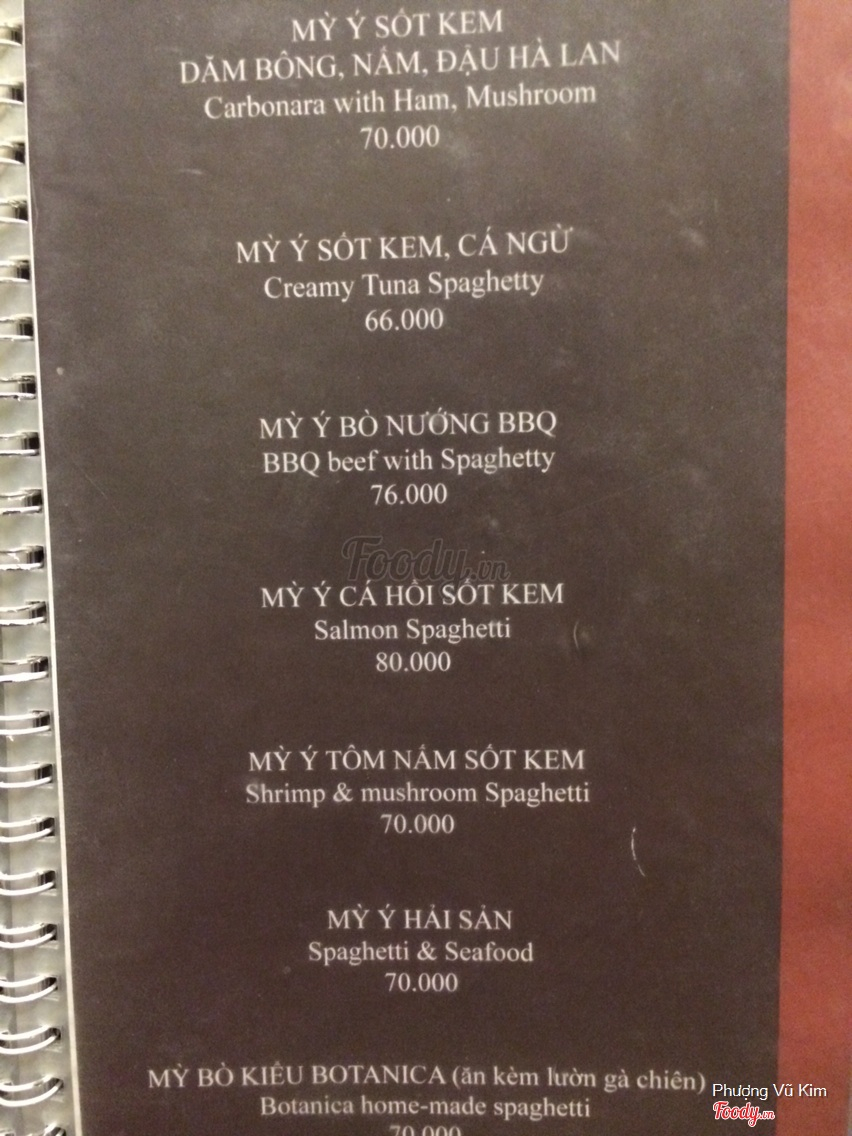 MỲ Ý SỐT KEM
DĂM BÔNG, NẤM, ĐẬU HÀ LAN
Carbonara with Ham, Mushroom
70.000
MỲ Ý SỐT KEM, CÁ NGỪ
Creamy Tuna Spaghetty
66.000
MỲ Ý BÒ NƯỚNG BBQ
BBQ beef with Spaghetty
76.000
Foody.vn
MỲ Ý CÁ HỒI SỐT KEM
Salmon Spaghetti
80.000
MỲ Ý TÔM NẤM SỐT KEM
Shrimp & mushroom Spaghetti
70.000
MỲ Ý HẢI SẢN
Spaghetti & Seafood
70.000
MỲ BÒ KIỂU BOTANICA (ăn kèm lườn gà chiên)
Botanica home-made spaghetti
70.000
Phượng Vũ Kim
Foody.vn